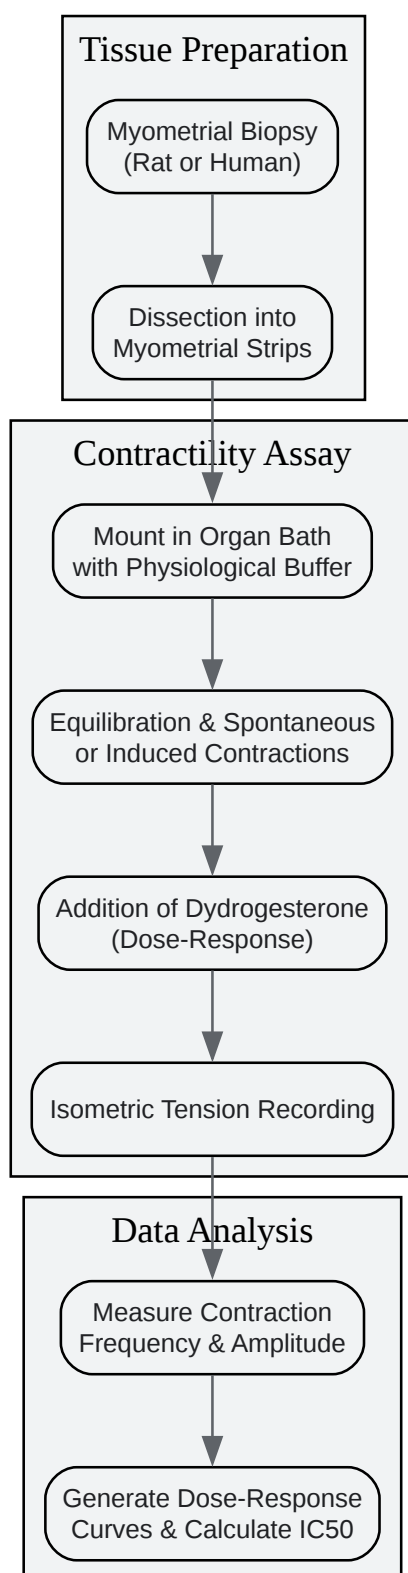 Tissue Preparation
Myometrial Biopsy
(Rat or Human)
Dissection into
Myometrial Strips
Contractility Assay
Mount in Organ Bath
with Physiological Buffer
Equilibration & Spontaneous
or Induced Contractions
Addition of Dydrogesterone
(Dose-Response)
Isometric Tension Recording
Data Analysis
Measure Contraction
Frequency & Amplitude
Generate Dose-Response
Curves & Calculate IC50